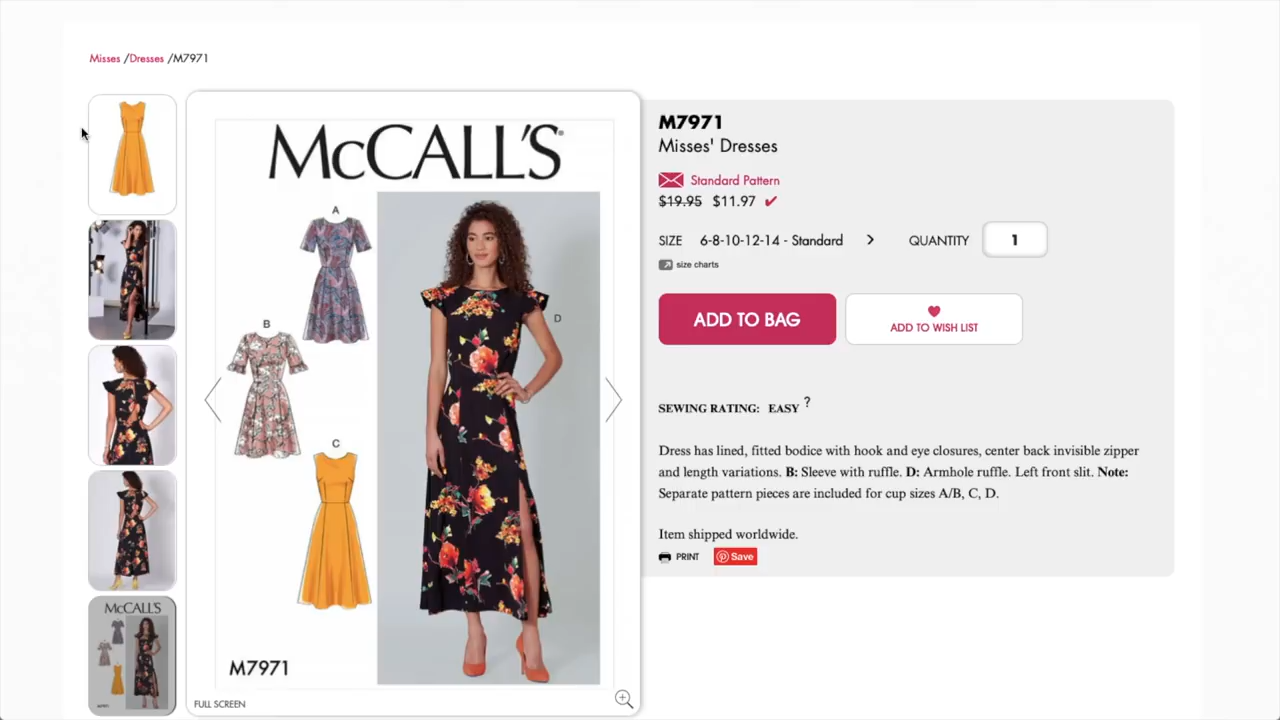 Misses /Dresses /M7971
McCALL'S
A
B
C
D
M7971
FULL SCREEN
McCALL'S
M7971
Misses' Dresses
Standard Pattern
$19.95 $11.97
SIZE 6-8-10-12-14 - Standard QUANTITY 1
size charts
ADD TO BAG
ADD TO WISH LIST
SEWING RATING: EASY ?
Dress has lined, fitted bodice with hook and eye closures, center back invisible zipper
and length variations. B: Sleeve with ruffle. D: Armhole ruffle. Left front slit. Note:
Separate pattern pieces are included for cup sizes A/B, C, D.
Item shipped worldwide.
PRINT Save